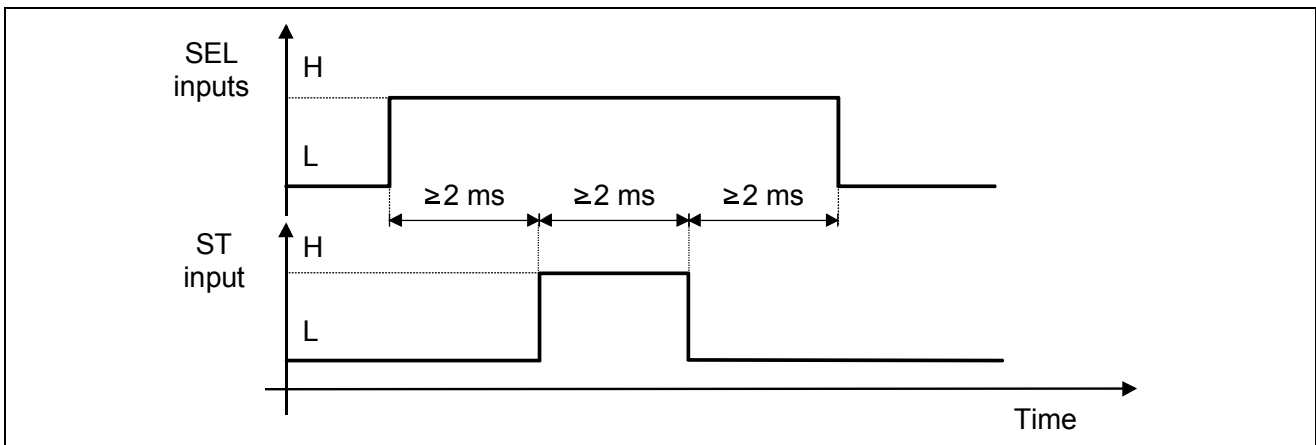 SEL
inputs
H
L
≥2 ms ≥2 ms ≥2 ms
ST
input
H
L
Time